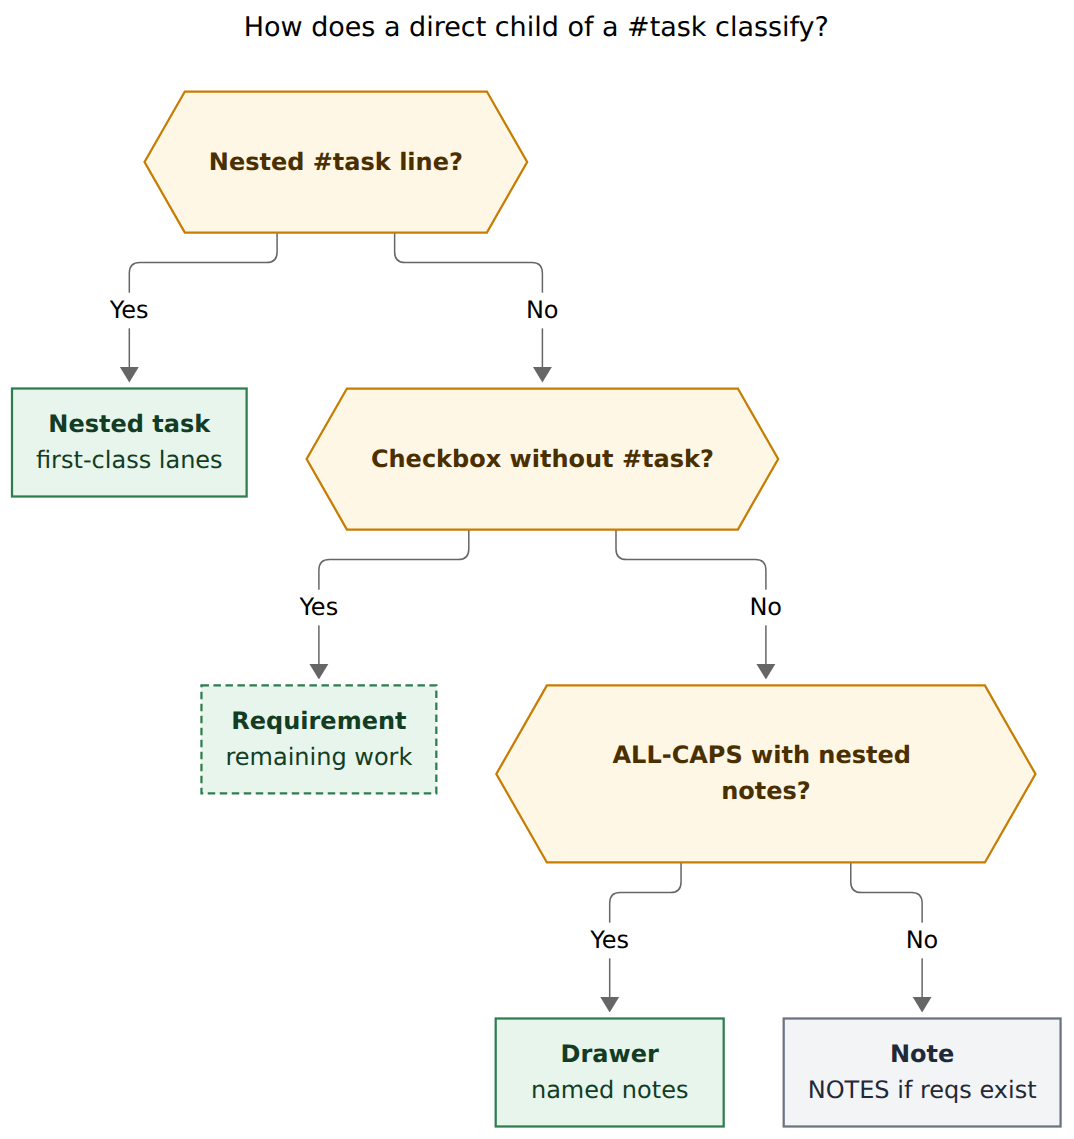 How does a direct child of a #task classify?
Nested #task line?
Yes
No
Nested task
first-class lanes
Checkbox without #task?
Yes
No
Requirement
remaining work
ALL-CAPS with nested
notes?
Yes
No
Drawer
named notes
Note
NOTES if reqs exist